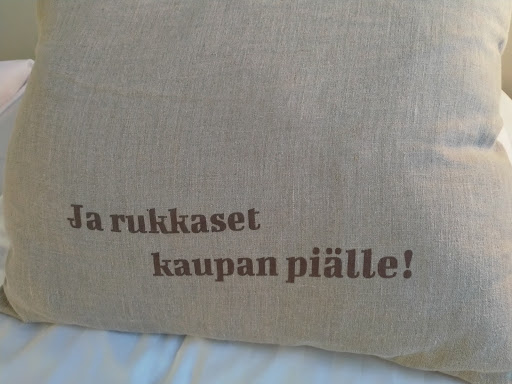 Ja rukkaset
kaupan piälle!